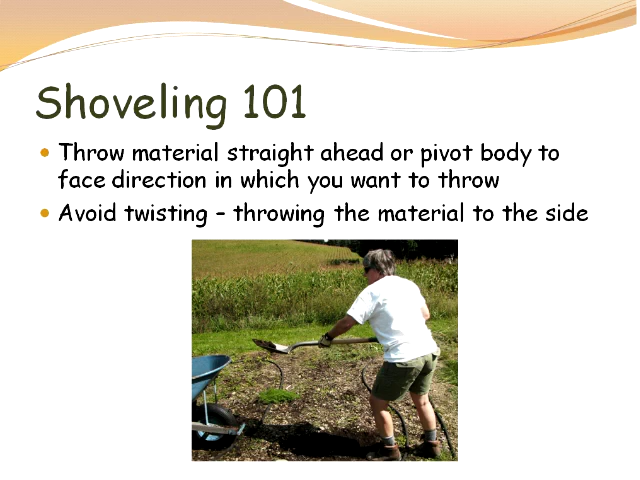 Shoveling 101
Throw material straight ahead or pivot body to
face direction in which you want to throw
Avoid twisting – throwing the material to the side